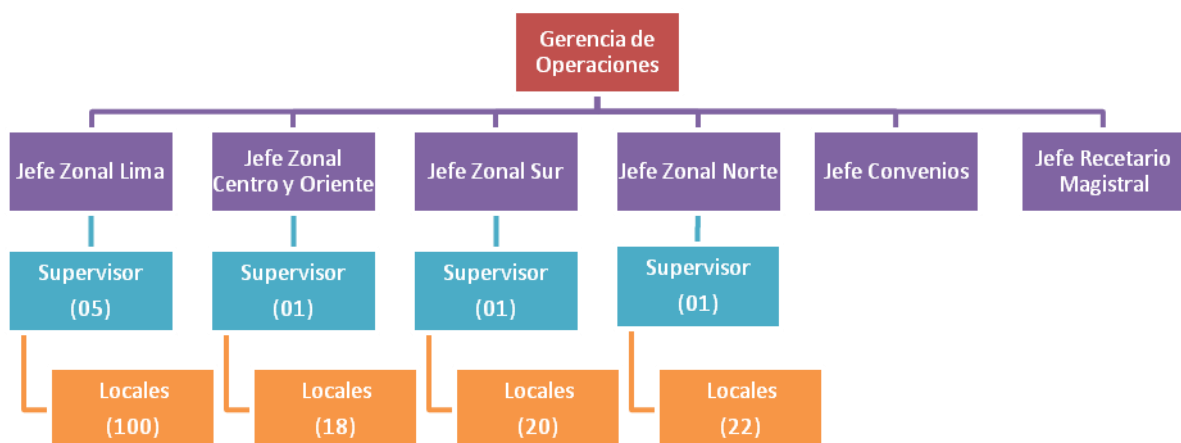 Gerencia de
Operaciones
Jefe Zonal Lima
Jefe Zonal
Centro y Oriente
Jefe Zonal Sur
Jefe Zonal Norte
Jefe Convenios
Jefe Recetario
Magistral
Supervisor
(05)
Supervisor
(01)
Supervisor
(01)
Supervisor
(01)
Locales
(100)
Locales
(18)
Locales
(20)
Locales
(22)